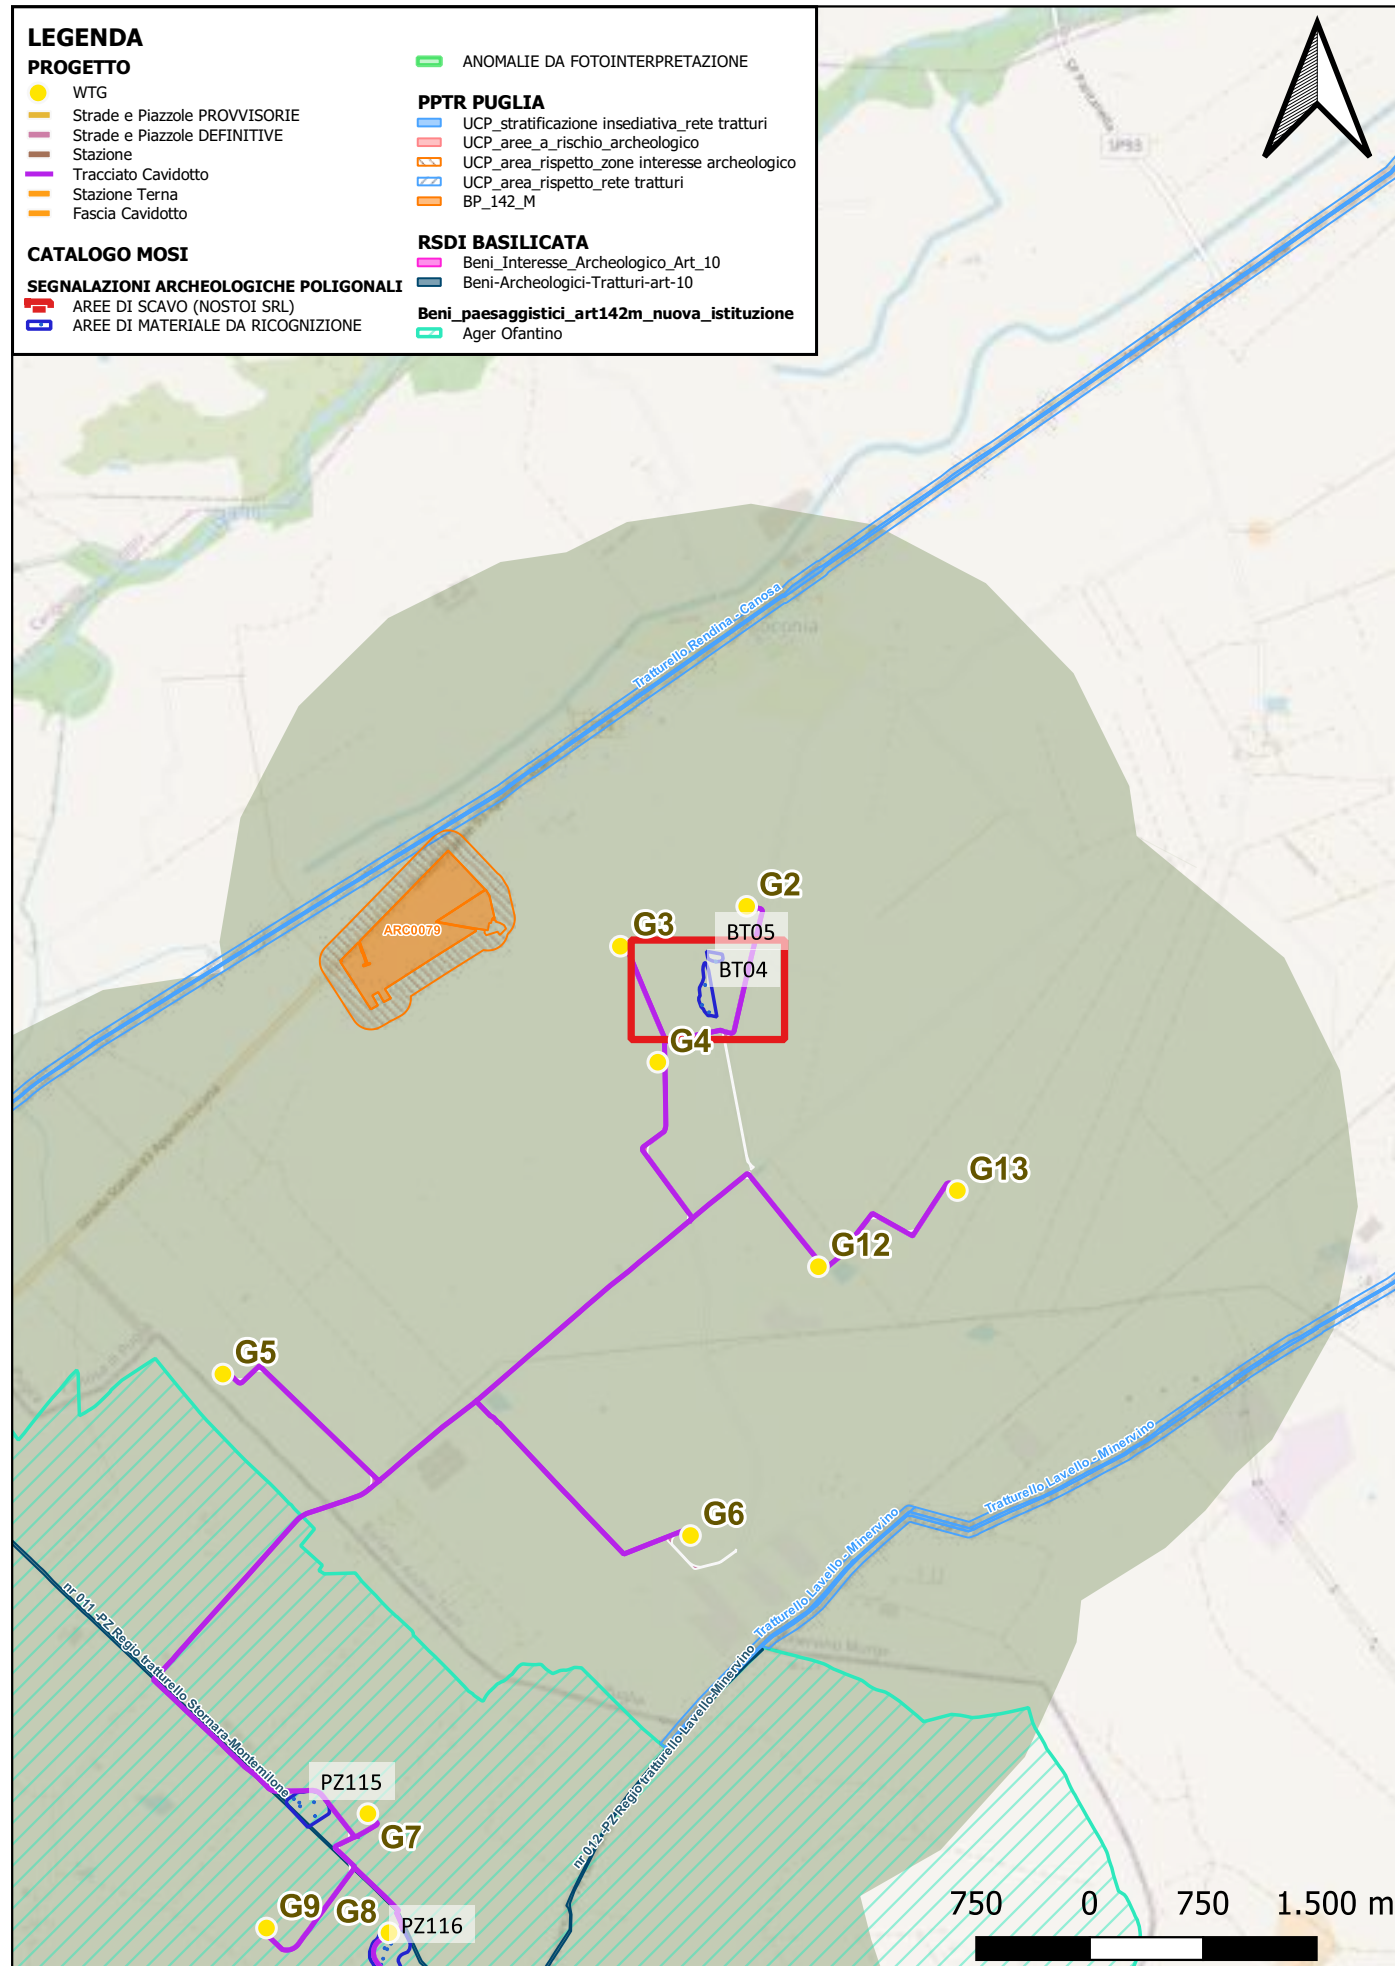 LEGENDA
PROGETTO
WTG
Strade e Piazzole PROVVISORIE
Strade e Piazzole DEFINITIVE
Stazione
Tracciato Cavidotto
Stazione Terna
Fascia Cavidotto
CATALOGO MOSI
SEGNALAZIONI ARCHEOLOGICHE POLIGONALI
AREE DI SCAVO (NOSTOI SRL)
AREE DI MATERIALE DA RICOGNIZIONE
ANOMALIE DA FOTOINTERPRETAZIONE
PPTR PUGLIA
UCP_stratificazione insediativa_rete tratturi
UCP_aree_a_rischio_archeologico
UCP_area_rispetto_zone interesse archeologico
UCP_area_rispetto_rete tratturi
BP_142_M
RSDI BASILICATA
Beni_Interesse_Archeologico_Art_10
Beni-Archeologici-Tratturi-art-10
Beni_paesaggistici_art142m_nuova_istituzione
Ager Ofantino
SP93
Tratturello Rendina - Canosa
ARC0079
G2
BT05
G3
BT04
G4
G13
G12
G5
G6
Tratturello Lavello - Minervino
Tratturello Lavello - Minervino
nr 011 -PZ Regio tratturello Stornara-Montemilone
nr 012 -PZ Regio tratturello Lavello-Minervino
PZ115
G7
G9
G8
PZ116
750 0 750 1.500 m